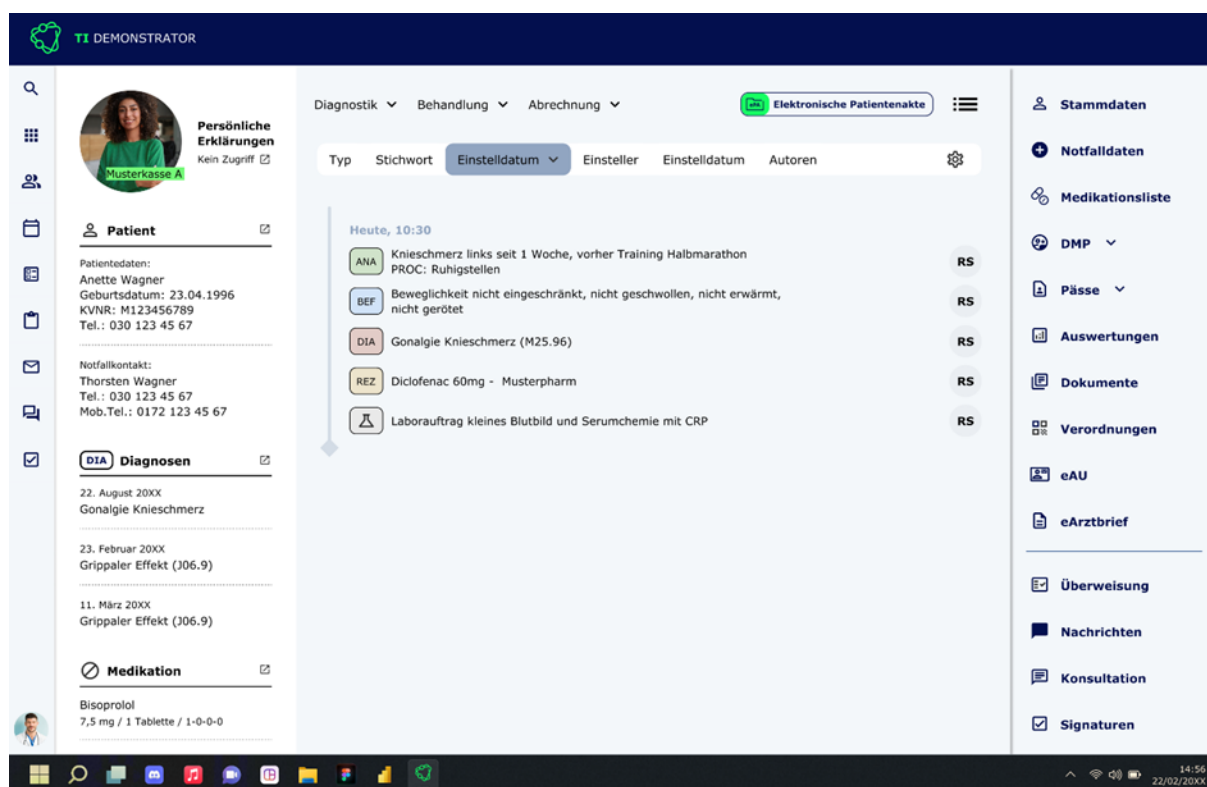 TI DEMONSTRATOR
Persönliche
Erklärungen
Kein Zugriff
Musterkasse A
Patient
Patientedaten:
Anette Wagner
Geburtsdatum: 23.04.1996
KVNR: M123456789
Tel.: 030 123 45 67
Notfallkontakt:
Thorsten Wagner
Tel.: 030 123 45 67
Mob.Tel.: 0172 123 45 67
DIA Diagnosen
22. August 20XX
Gonalgie Knieschmerz
23. Februar 20XX
Grippaler Effekt (J06.9)
11. März 20XX
Grippaler Effekt (J06.9)
Medikation
Bisoprolol
7,5 mg / 1 Tablette / 1-0-0-0
Diagnostik Behandlung Abrechnung ePA Elektronische Patientenakte
Typ Stichwort Einstelldatum Einsteller Einstelldatum Autoren
Heute, 10:30
ANA Knieschmerz links seit 1 Woche, vorher Training Halbmarathon
PROC: Ruhigstellen
RS
BEF Beweglichkeit nicht eingeschränkt, nicht geschwollen, nicht erwärmt,
nicht gerötet
RS
DIA Gonalgie Knieschmerz (M25.96) RS
REZ Diclofenac 60mg - Musterpharm RS
Laborauftrag kleines Blutbild und Serumchemie mit CRP RS
Stammdaten
Notfalldaten
Medikationsliste
DMP
Pässe
Auswertungen
Dokumente
Verordnungen
eAU
eArztbrief
Überweisung
Nachrichten
Konsultation
Signaturen
14:56
22/02/20XX